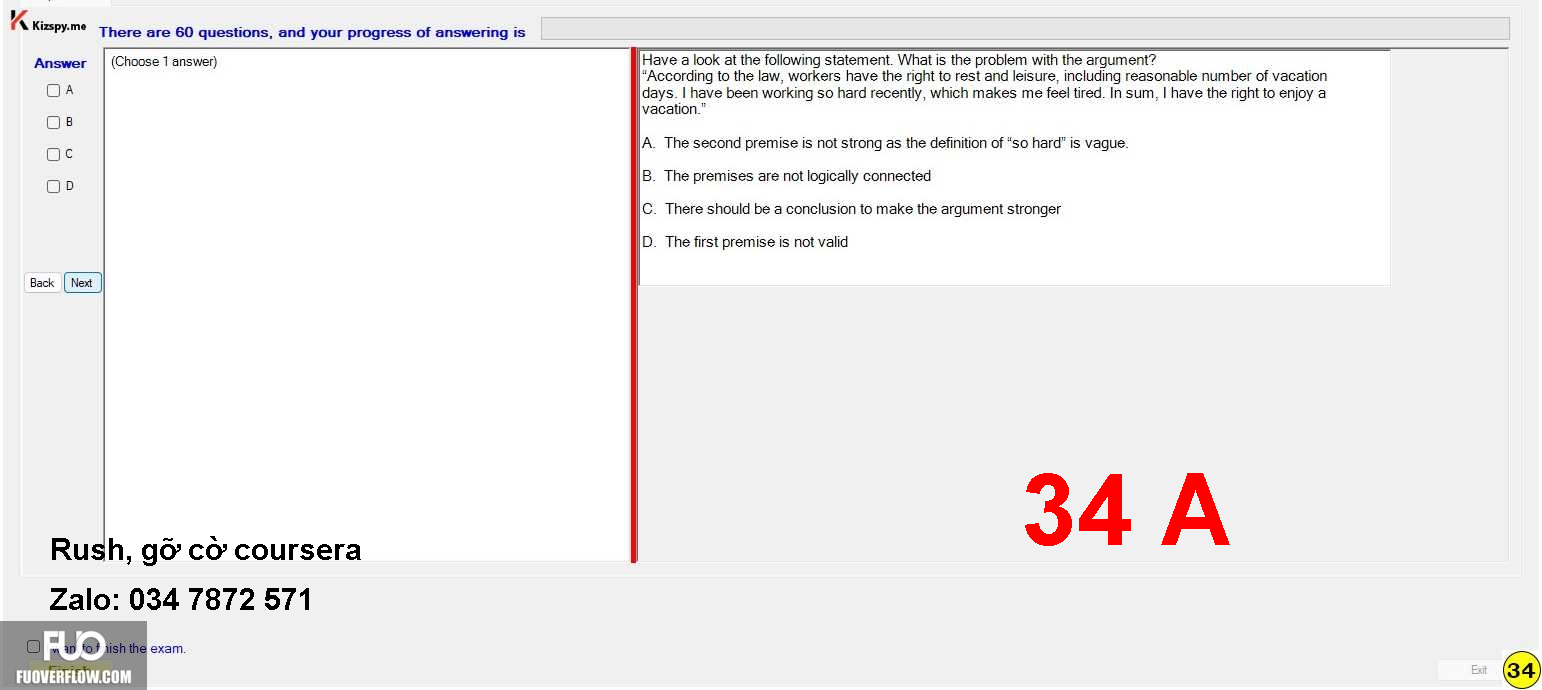 Kizspy.me
There are 60 questions, and your progress of answering is
Answer
(Choose 1 answer)
A
B
C
D
Back Next
Have a look at the following statement. What is the problem with the argument?
“According to the law, workers have the right to rest and leisure, including reasonable number of vacation
days. I have been working so hard recently, which makes me feel tired. In sum, I have the right to enjoy a
vacation.”
A. The second premise is not strong as the definition of “so hard” is vague.
B. The premises are not logically connected
C. There should be a conclusion to make the argument stronger
D. The first premise is not valid
34 A
Rush, gỡ cờ coursera
Zalo: 034 7872 571
FUO
FUOVERFLOW.COM
the exam.
Exit
34